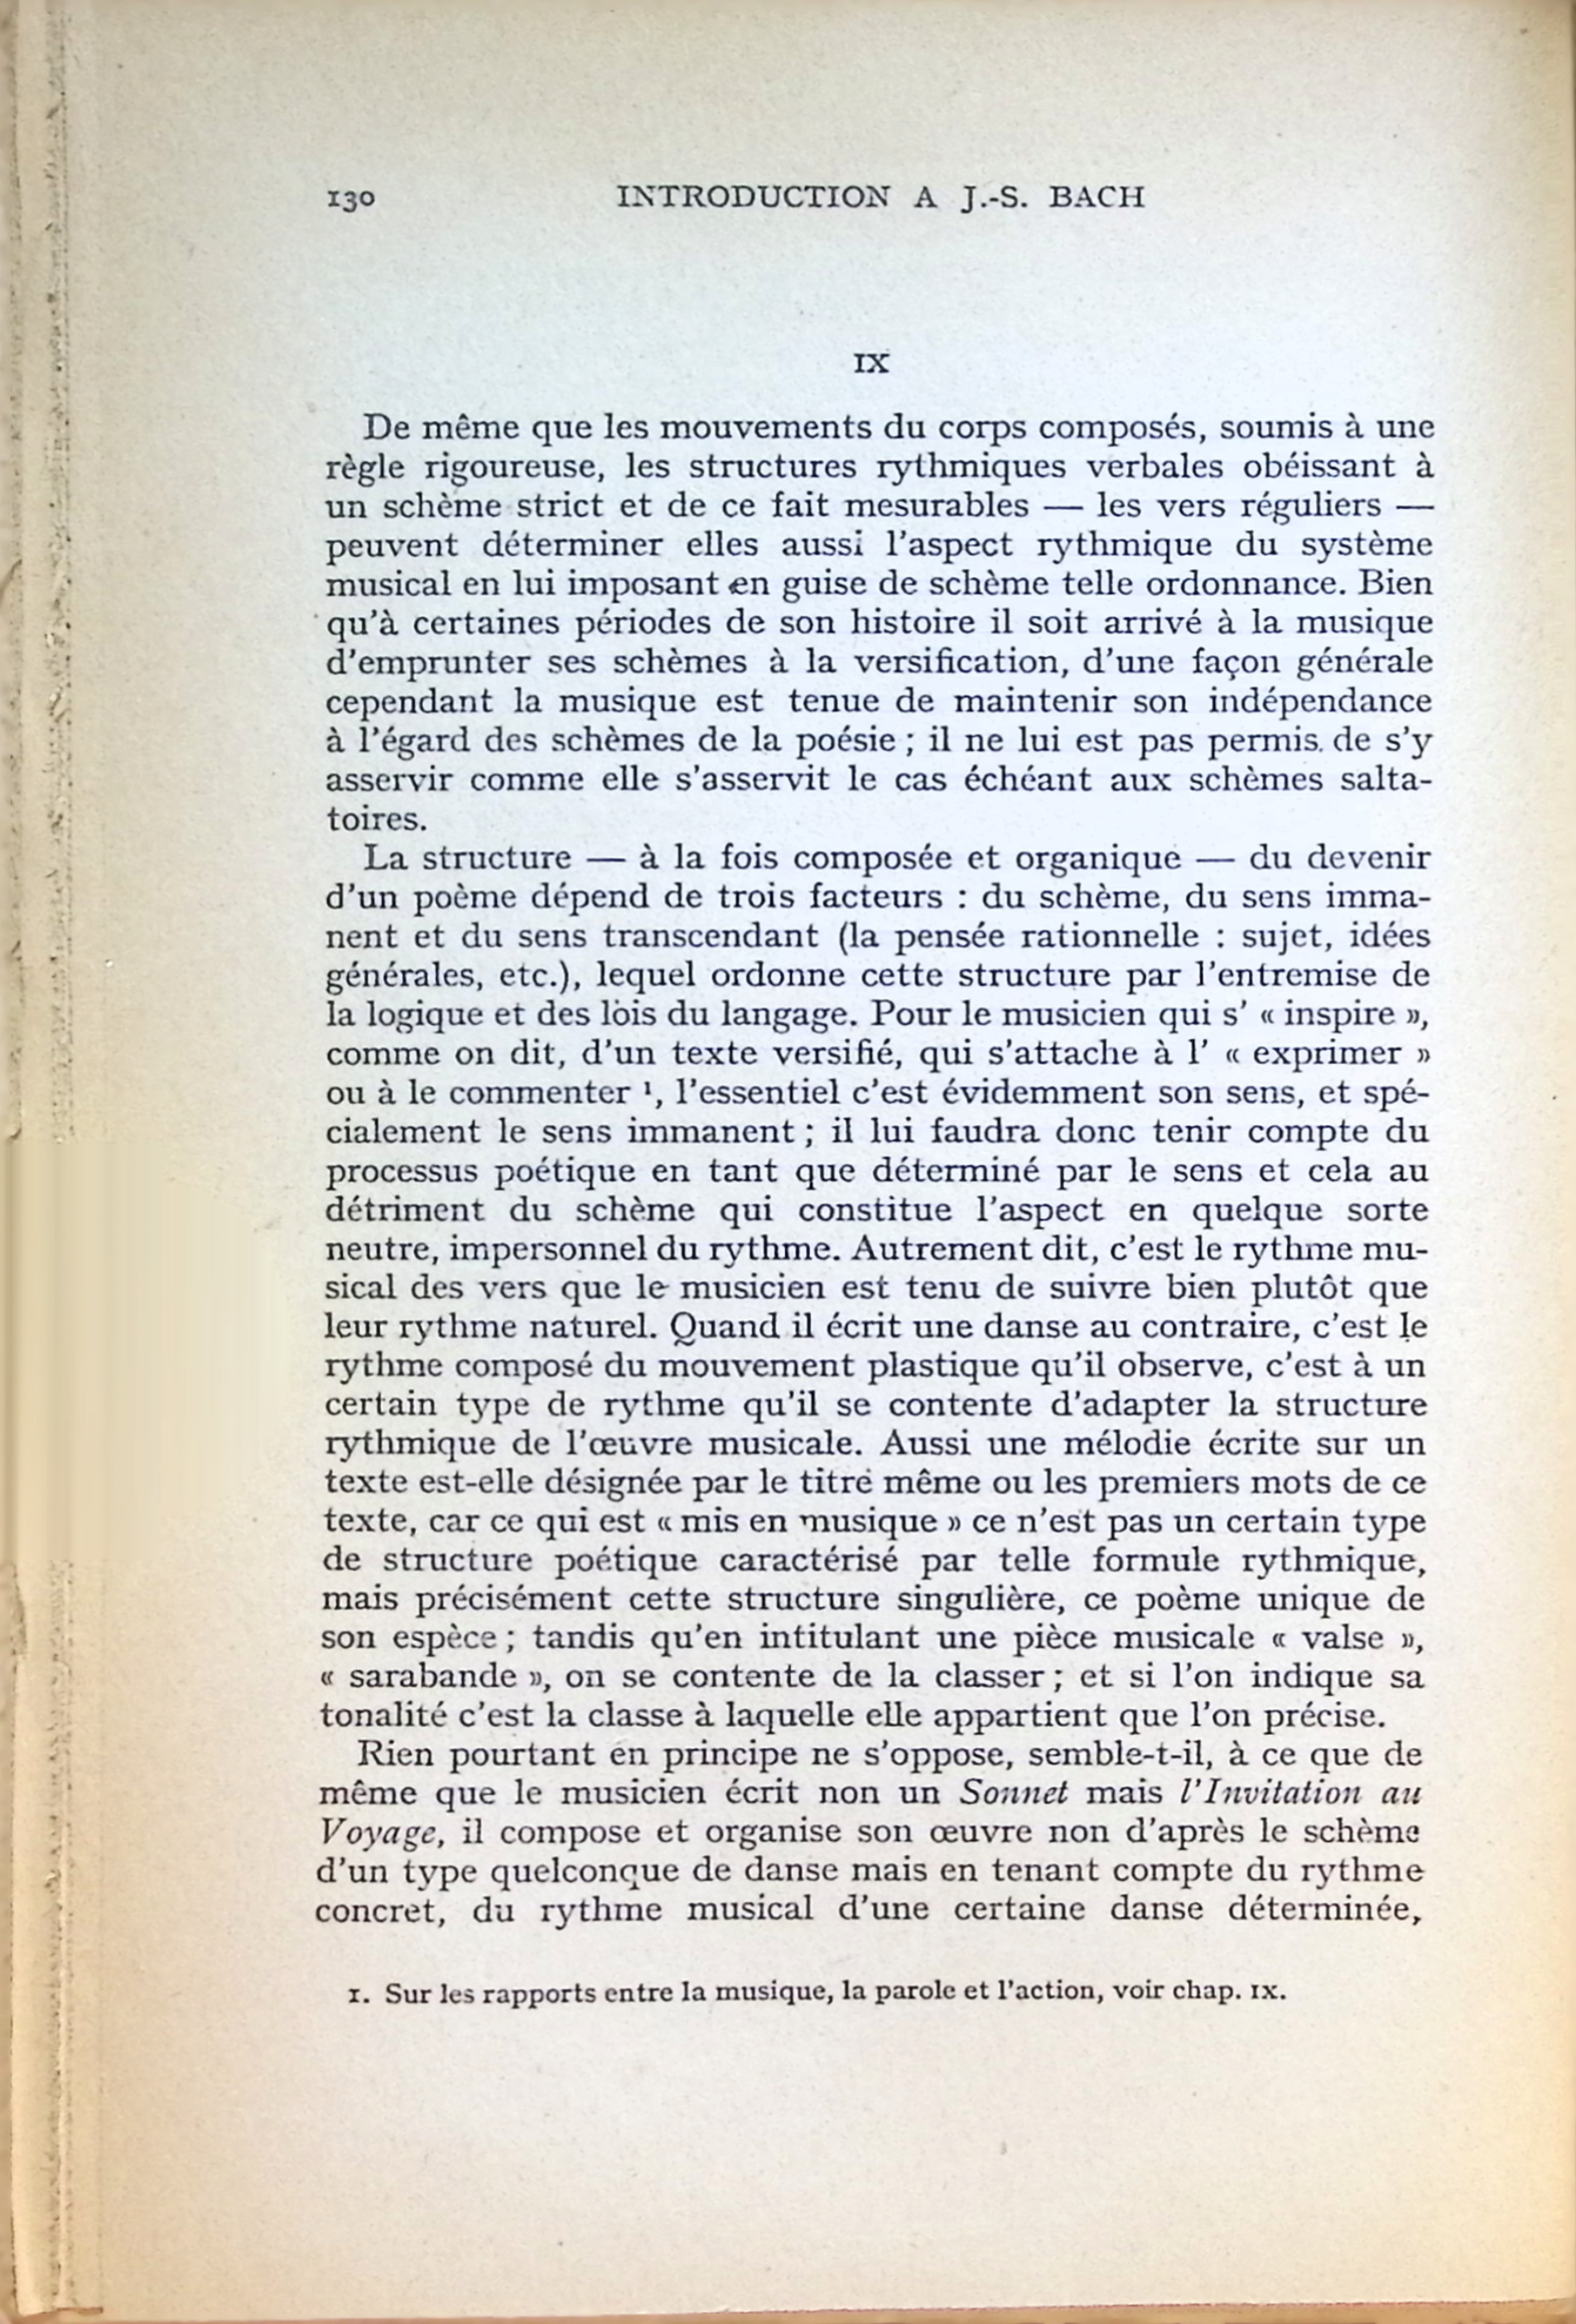 130
INTRODUCTION A J.-S. BACH
IX
De même que les mouvements du corps composés, soumis à une
règle rigoureuse, les structures rythmiques verbales obéissant à
un schème strict et de ce fait mesurables — les vers réguliers —
peuvent déterminer elles aussi l'aspect rythmique du système
musical en lui imposant en guise de schème telle ordonnance. Bien
qu'à certaines périodes de son histoire il soit arrivé à la musique
d'emprunter ses schèmes à la versification, d'une façon générale
cependant la musique est tenue de maintenir son indépendance
à l'égard des schèmes de la poésie ; il ne lui est pas permis de s'y
asservir comme elle s'asservit le cas échéant aux schèmes salta-
toires.
La structure — à la fois composée et organique — du devenir
d'un poème dépend de trois facteurs : du schème, du sens imma-
nent et du sens transcendant (la pensée rationnelle : sujet, idées
générales, etc.), lequel ordonne cette structure par l'entremise de
la logique et des lois du langage. Pour le musicien qui s' « inspire »,
comme on dit, d'un texte versifié, qui s'attache à l' « exprimer »
ou à le commenter ¹, l'essentiel c'est évidemment son sens, et spé-
cialement le sens immanent ; il lui faudra donc tenir compte du
processus poétique en tant que déterminé par le sens et cela au
détriment du schème qui constitue l'aspect en quelque sorte
neutre, impersonnel du rythme. Autrement dit, c'est le rythme mu-
sical des vers que le musicien est tenu de suivre bien plutôt que
leur rythme naturel. Quand il écrit une danse au contraire, c'est le
rythme composé du mouvement plastique qu'il observe, c'est à un
certain type de rythme qu'il se contente d'adapter la structure
rythmique de l'œuvre musicale. Aussi une mélodie écrite sur un
texte est-elle désignée par le titre même ou les premiers mots de ce
texte, car ce qui est « mis en musique » ce n'est pas un certain type
de structure poétique caractérisé par telle formule rythmique,
mais précisément cette structure singulière, ce poème unique de
son espèce ; tandis qu'en intitulant une pièce musicale « valse »,
« sarabande », on se contente de la classer ; et si l'on indique sa
tonalité c'est la classe à laquelle elle appartient que l'on précise.
Rien pourtant en principe ne s'oppose, semble-t-il, à ce que de
même que le musicien écrit non un Sonnet mais l'Invitation au
Voyage, il compose et organise son œuvre non d'après le schème
d'un type quelconque de danse mais en tenant compte du rythme
concret, du rythme musical d'une certaine danse déterminée,
1. Sur les rapports entre la musique, la parole et l'action, voir chap. IX.